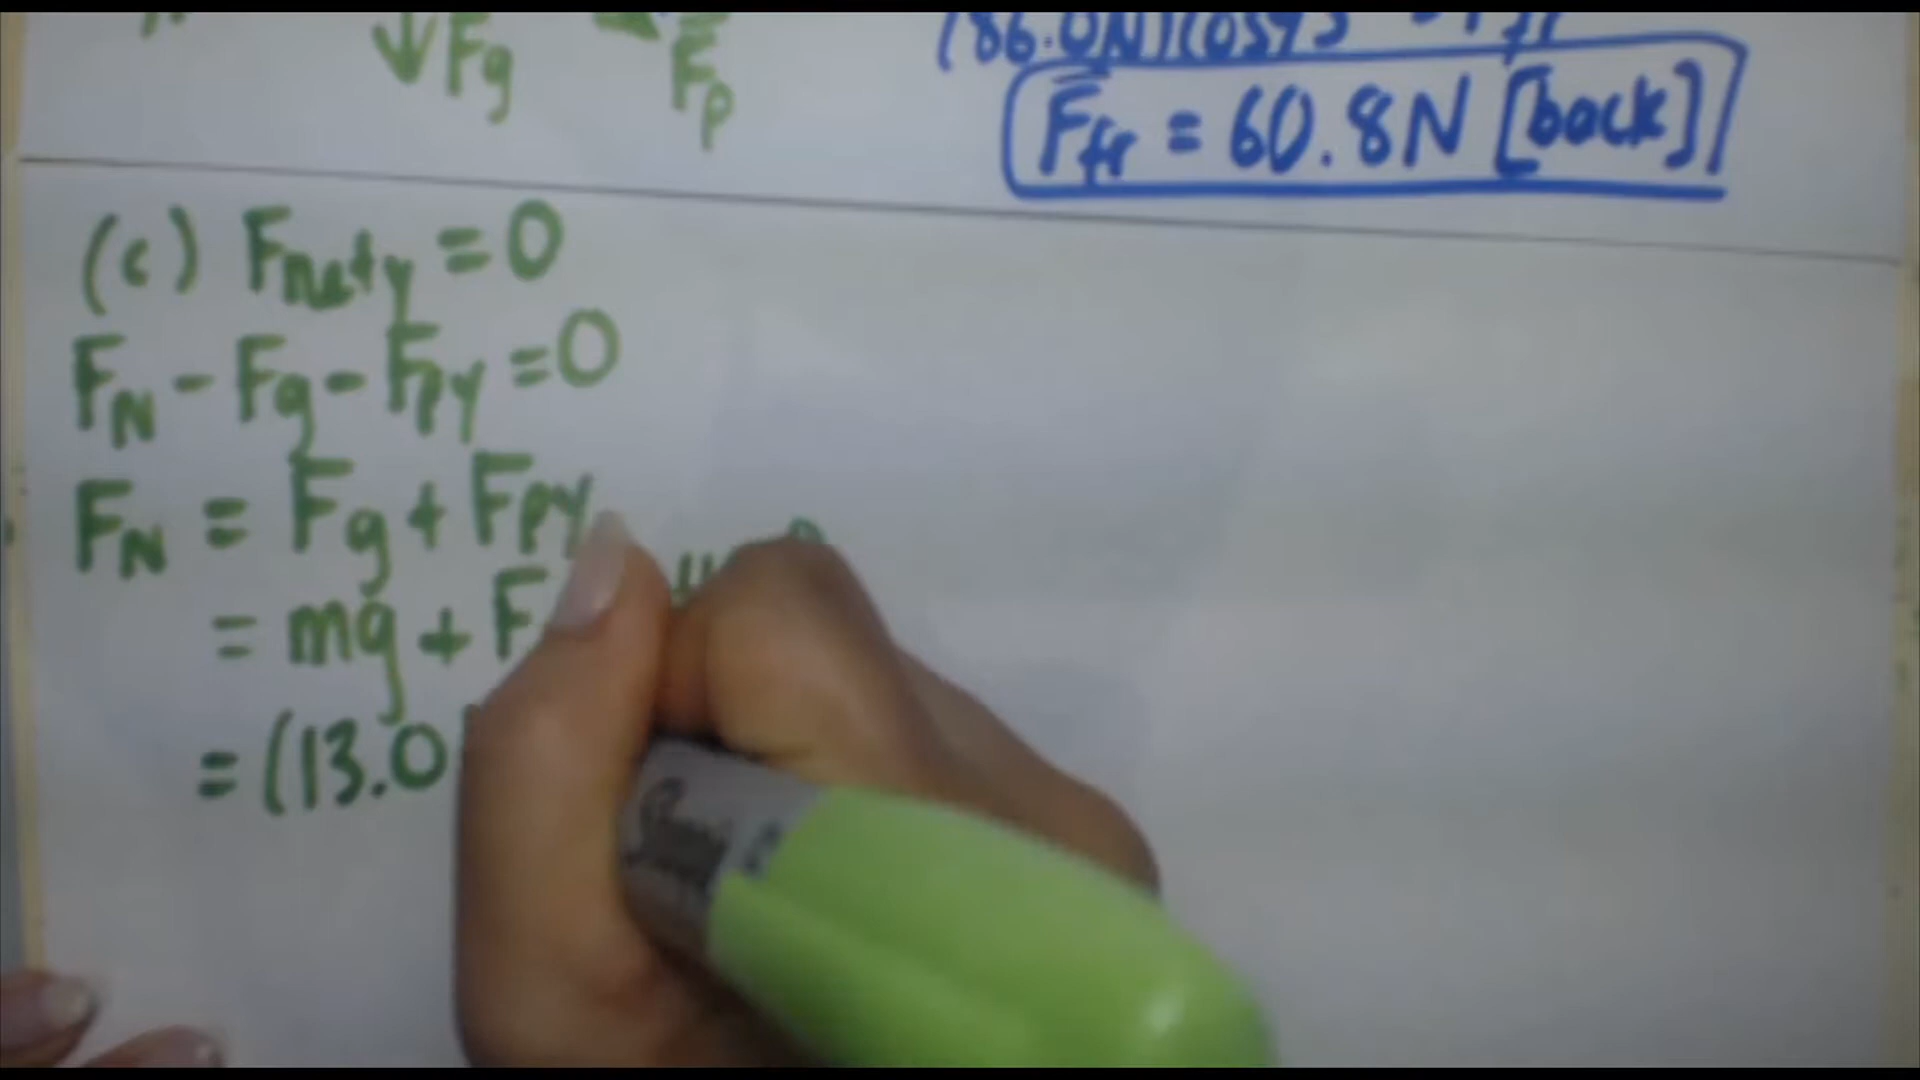 ↓Fg Fp
Ffr = 60.8N [back]
(c) Fnety = 0
FN - Fg - Fpy = 0
FN = Fg + Fpy
= mg + F
= (13.0